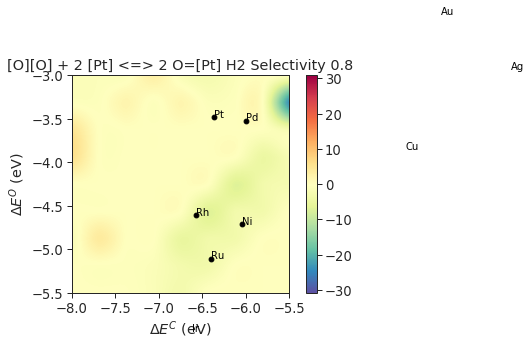 Au
[O][O] + 2 [Pt] <=> 2 O=[Pt] H2 Selectivity 0.8
Ag
−3.0
−3.5
−4.0
−4.5
−5.0
−5.5
ΔE^O (eV)
Pt
Pd
Cu
Rh
Ni
Ru
30
20
10
0
−10
−20
−30
−8.0 −7.5 −7.0 −6.5 −6.0 −5.5
ΔE^C (eV)